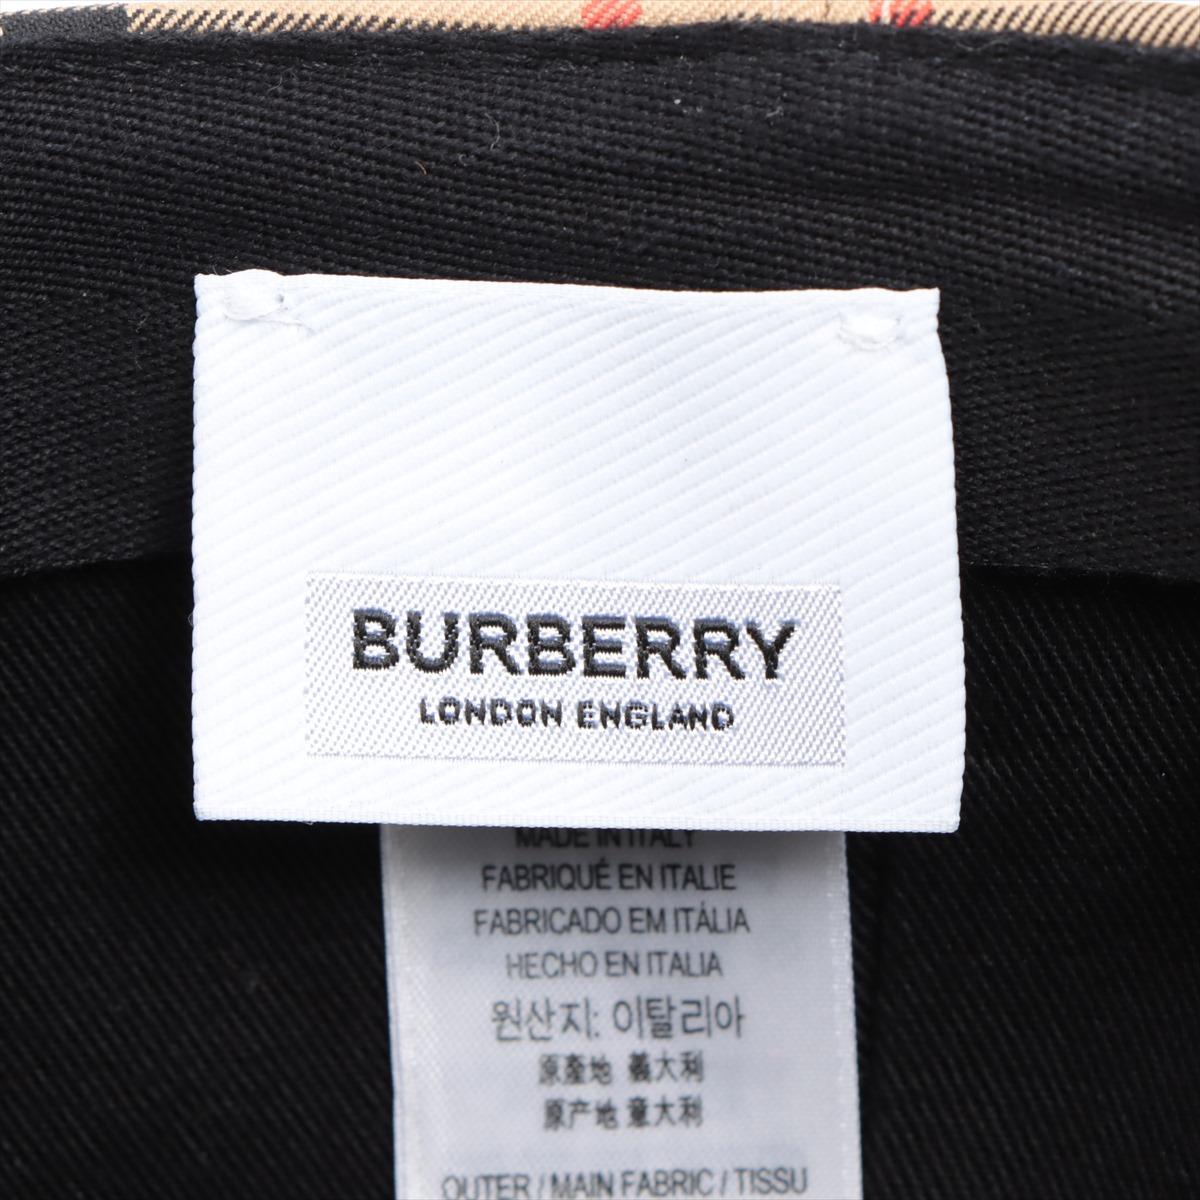 BURBERRY
LONDON ENGLAND
MADE IN ITALY
FABRIQUÉ EN ITALIE
FABRICADO EM ITÁLIA
HECHO EN ITALIA
원산지: 이탈리아
原產地 義大利
原产地 意大利
OUTER / MAIN FABRIC / TISSU